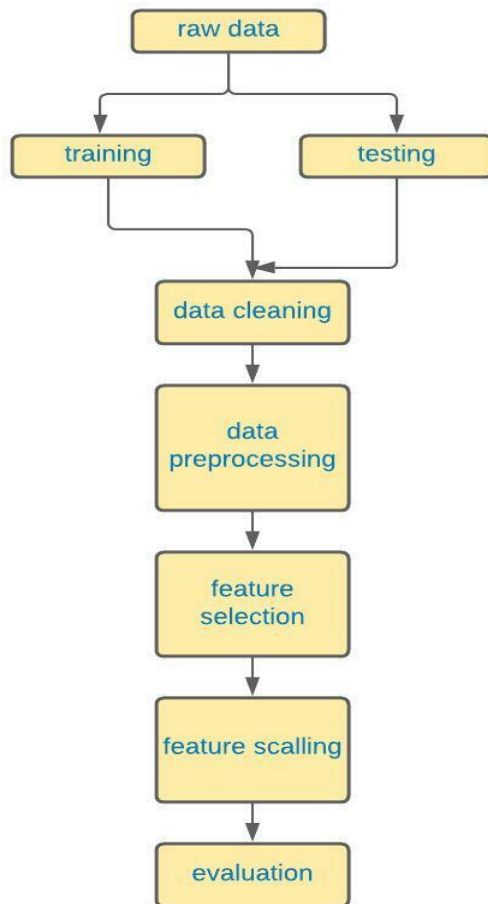 raw data
training
testing
data cleaning
data
preprocessing
feature
selection
feature scalling
evaluation